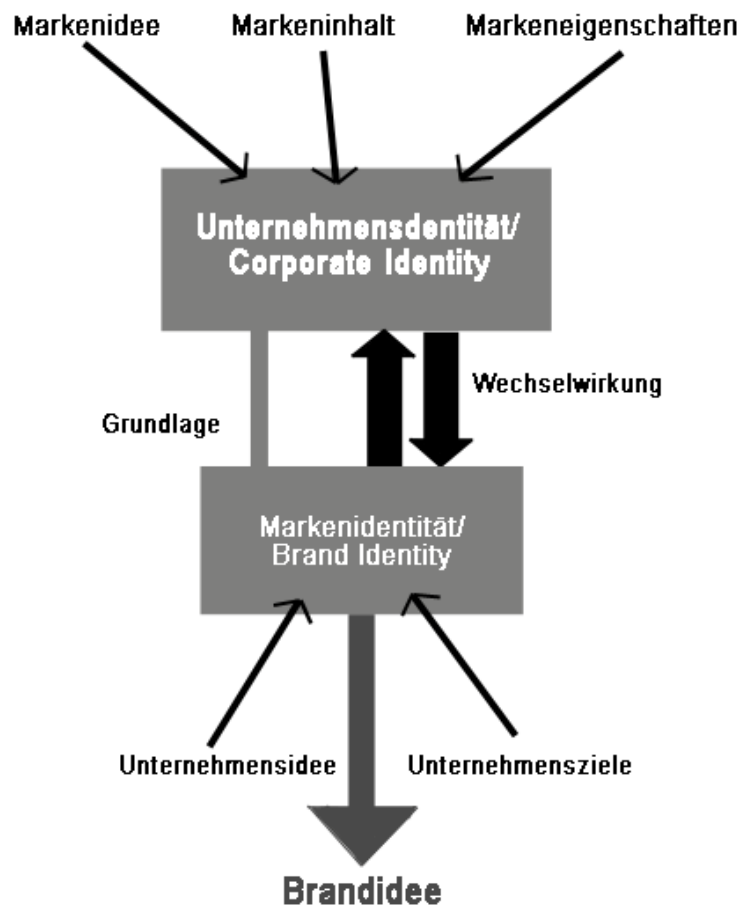 Markenidee Markeninhalt Markeneigenschaften
Unternehmensdentität/
Corporate Identity
Wechselwirkung
Grundlage
Markenidentität/
Brand Identity
Unternehmensidee Unternehmensziele
Brandidee